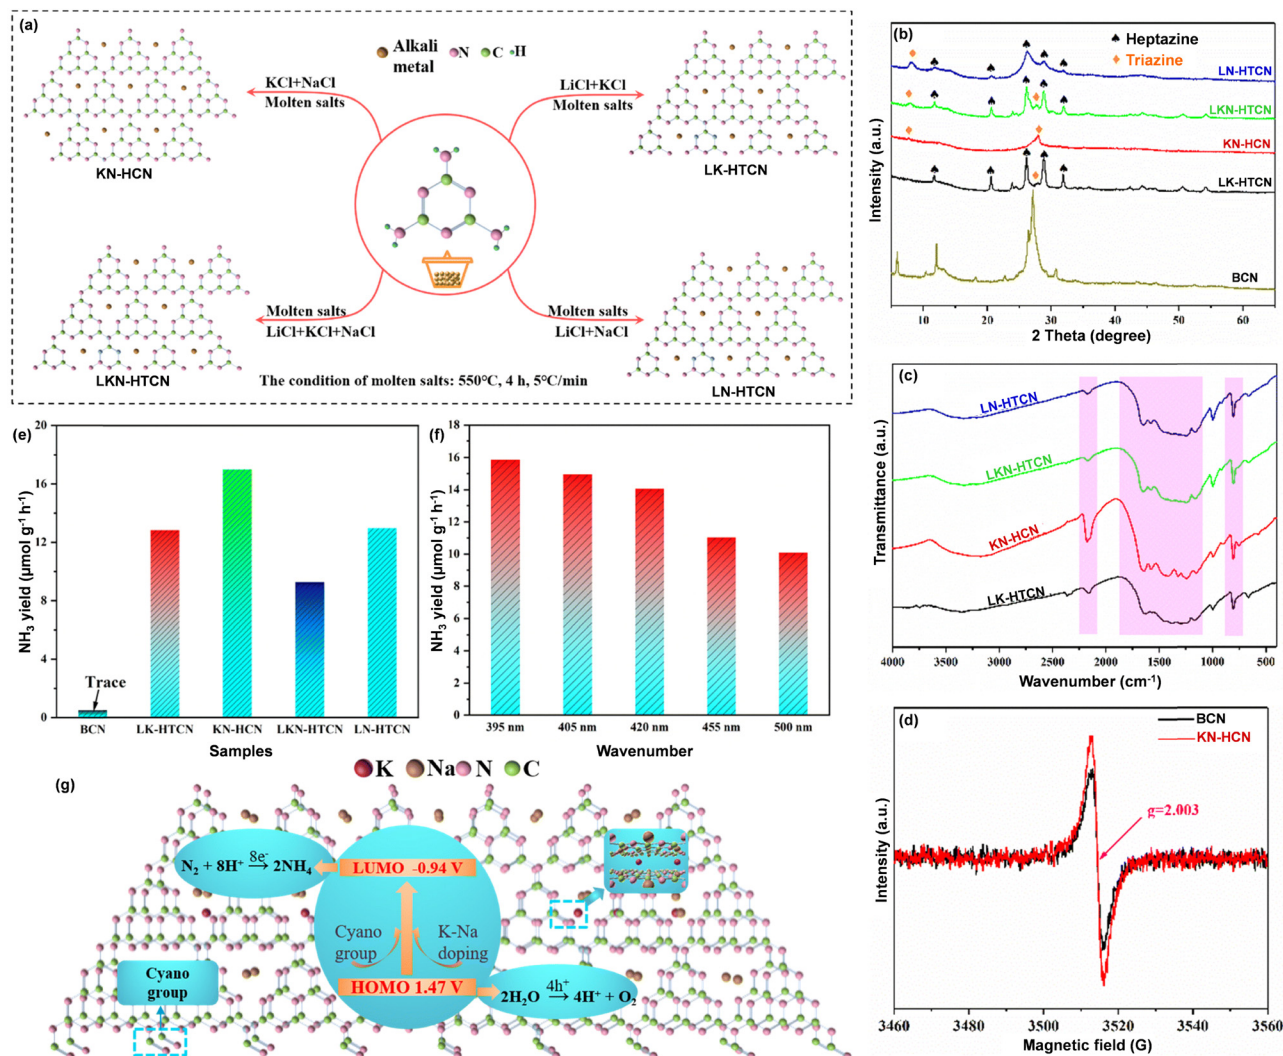 (a)
Alkali metal
N
C
H
KCl+NaCl
Molten salts
LiCl+KCl
Molten salts
KN-HCN
LK-HTCN
Molten salts
LiCl+KCl+NaCl
Molten salts
LiCl+NaCl
LKN-HTCN
LN-HTCN
The condition of molten salts: 550°C, 4 h, 5°C/min
(b)
Heptazine
Triazine
LN-HTCN
LKN-HTCN
KN-HCN
LK-HTCN
BCN
Intensity (a.u.)
10
20
30
40
50
60
2 Theta (degree)
(c)
LN-HTCN
LKN-HTCN
KN-HCN
LK-HTCN
Transmittance (a.u.)
4000
3500
3000
2500
2000
1500
1000
500
Wavenumber (cm⁻¹)
(e)
20
16
12
8
4
0
NH₃ yield (μmol g⁻¹ h⁻¹)
Trace
BCN
LK-HTCN
KN-HCN
LKN-HTCN
LN-HTCN
Samples
(f)
18
16
14
12
10
8
6
4
2
0
NH₃ yield (μmol g⁻¹ h⁻¹)
395 nm
405 nm
420 nm
455 nm
500 nm
Wavenumber
(d)
BCN
KN-HCN
g=2.003
Intensity (a.u.)
3460
3480
3500
3520
3540
3560
Magnetic field (G)
(g)
K
Na
N
C
N₂ + 8H⁺ 8e⁻→ 2NH₄
LUMO -0.94 V
Cyano group
K-Na doping
HOMO 1.47 V
2H₂O 4h⁺→ 4H⁺ + O₂
Cyano group